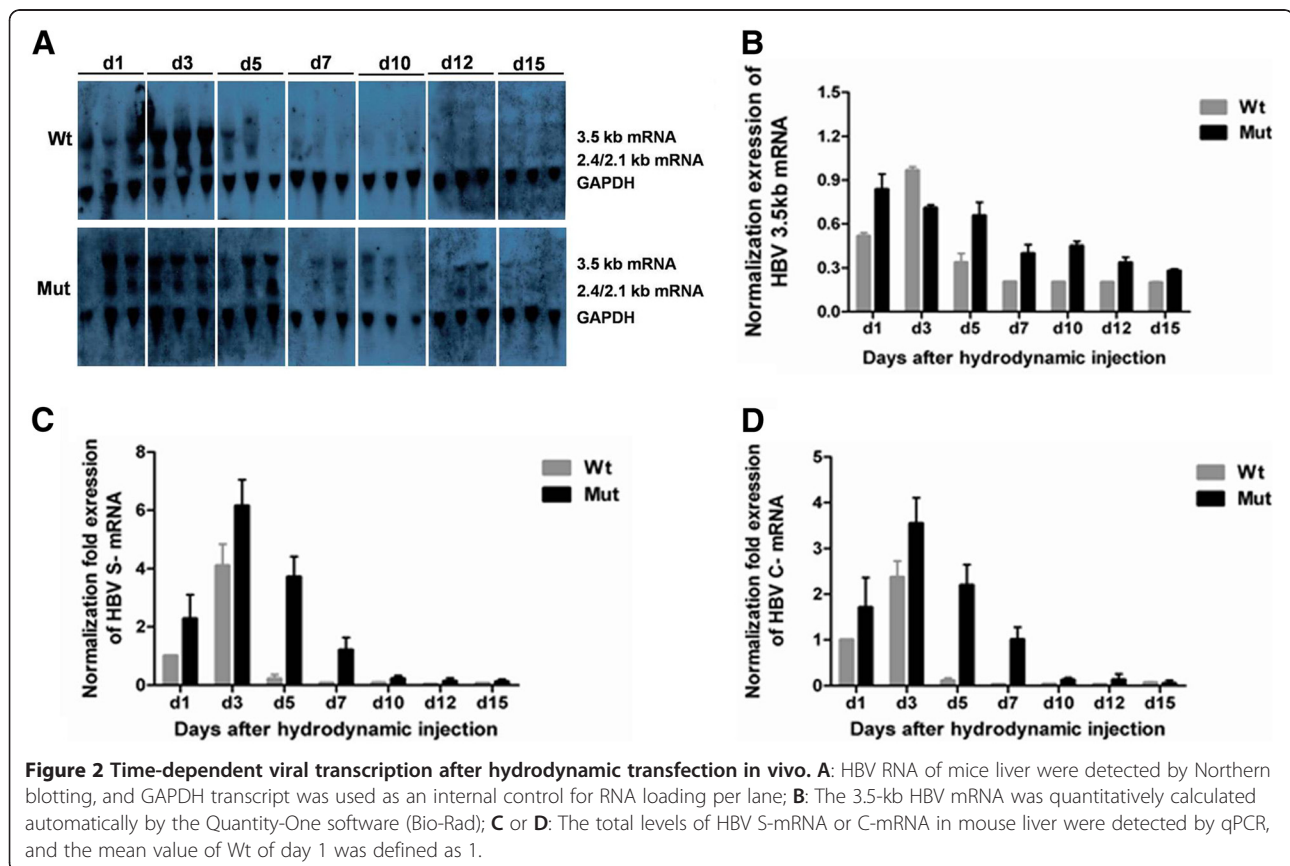 A
d1 d3 d5 d7 d10 d12 d15
Wt
3.5 kb mRNA
2.4/2.1 kb mRNA
GAPDH
Mut
3.5 kb mRNA
2.4/2.1 kb mRNA
GAPDH
B
Normalization expression of
HBV 3.5kb mRNA
1.5
1.2
0.9
0.6
0.3
0.0
Wt
Mut
d1 d3 d5 d7 d10 d12 d15
Days after hydrodynamic injection
C
Normalization fold exression
of HBV S- mRNA
8
6
4
2
0
Wt
Mut
d1 d3 d5 d7 d10 d12 d15
Days after hydrodynamic injection
D
Normalization fold exression
of HBV C- mRNA
5
4
3
2
1
0
Wt
Mut
d1 d3 d5 d7 d10 d12 d15
Days after hydrodynamic injection
Figure 2 Time-dependent viral transcription after hydrodynamic transfection in vivo. A: HBV RNA of mice liver were detected by Northern
blotting, and GAPDH transcript was used as an internal control for RNA loading per lane; B: The 3.5-kb HBV mRNA was quantitatively calculated
automatically by the Quantity-One software (Bio-Rad); C or D: The total levels of HBV S-mRNA or C-mRNA in mouse liver were detected by qPCR,
and the mean value of Wt of day 1 was defined as 1.